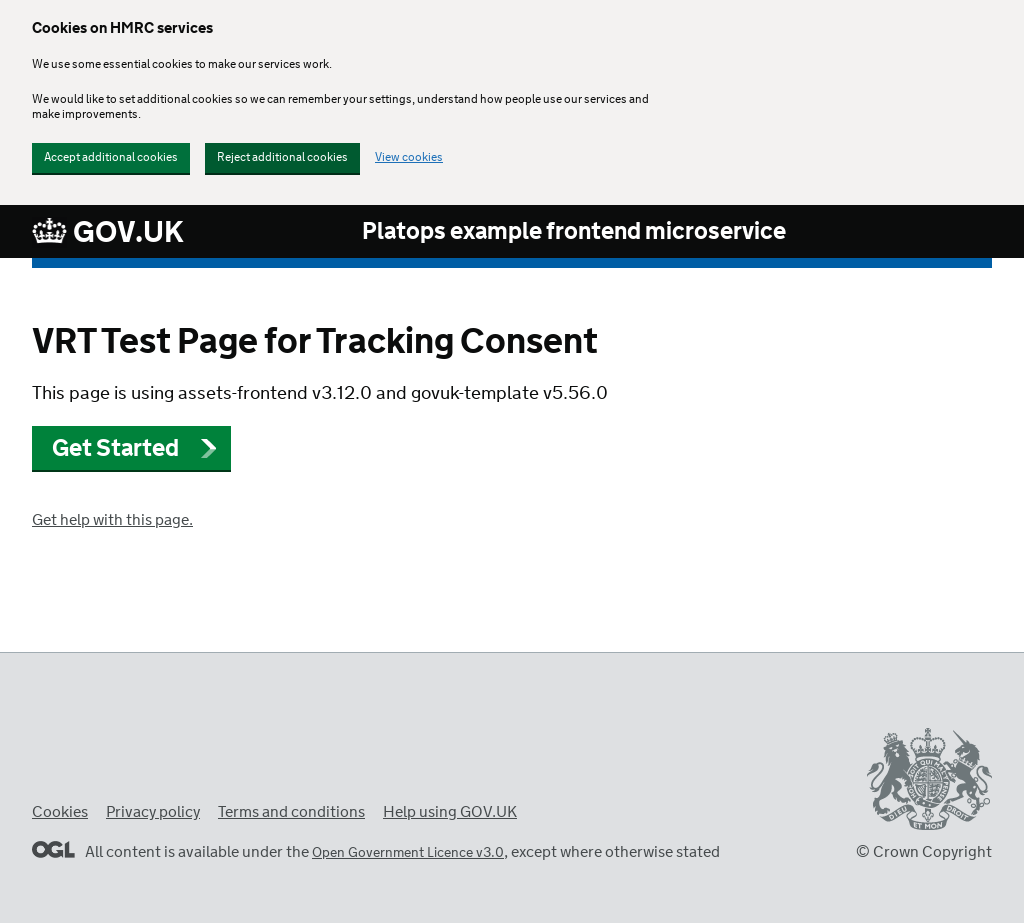 Cookies on HMRC services
We use some essential cookies to make our services work.
We would like to set additional cookies so we can remember your settings, understand how people use our services and
make improvements.
Accept additional cookies Reject additional cookies View cookies
GOV.UK Platops example frontend microservice
VRT Test Page for Tracking Consent
This page is using assets-frontend v3.12.0 and govuk-template v5.56.0
Get Started
Get help with this page.
Cookies Privacy policy Terms and conditions Help using GOV.UK
OGL All content is available under the Open Government Licence v3.0, except where otherwise stated
© Crown Copyright